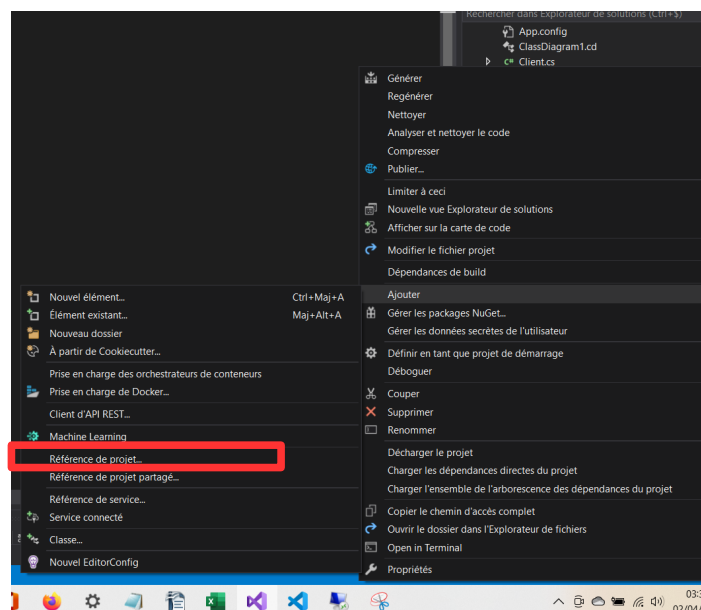 Rechercher dans Explorateur de solutions (Ctrl+$)
App.config
ClassDiagram1.cd
C# Client.cs
Générer
Regénérer
Nettoyer
Analyser et nettoyer le code
Compresser
Publier...
Limiter à ceci
Nouvelle vue Explorateur de solutions
Afficher sur la carte de code
Modifier le fichier projet
Dépendances de build
Ajouter
Gérer les packages NuGet...
Gérer les données secrètes de l'utilisateur
Définir en tant que projet de démarrage
Déboguer
Couper
Supprimer
Renommer
Décharger le projet
Charger les dépendances directes du projet
Charger l'ensemble de l'arborescence des dépendances du projet
Copier le chemin d'accès complet
Ouvrir le dossier dans l'Explorateur de fichiers
Open in Terminal
Propriétés
Nouvel élément... Ctrl+Maj+A
Élément existant... Maj+Alt+A
Nouveau dossier
À partir de Cookiecutter...
Prise en charge des orchestrateurs de conteneurs
Prise en charge de Docker...
Client d'API REST...
Machine Learning
Référence de projet...
Référence de projet partagé...
Référence de service...
Service connecté
Classe...
Nouvel EditorConfig